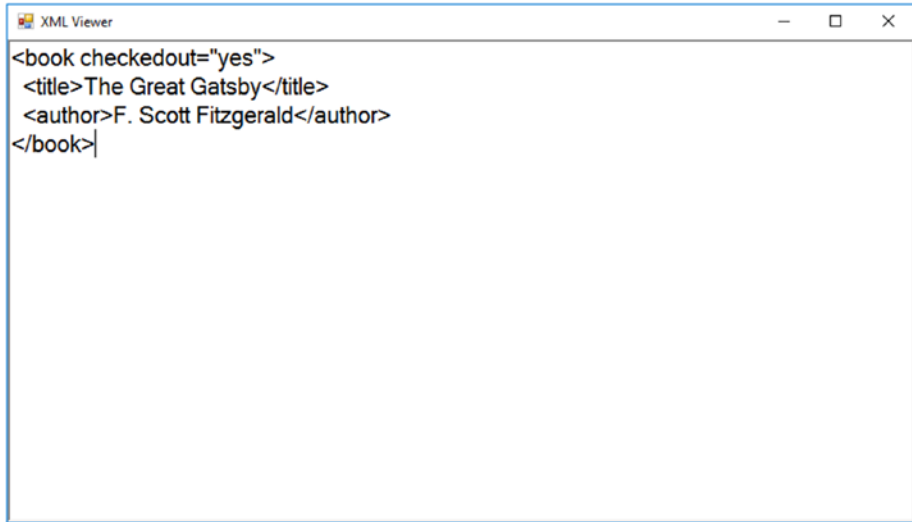 XML Viewer
<book checkedout="yes">
  <title>The Great Gatsby</title>
  <author>F. Scott Fitzgerald</author>
</book>